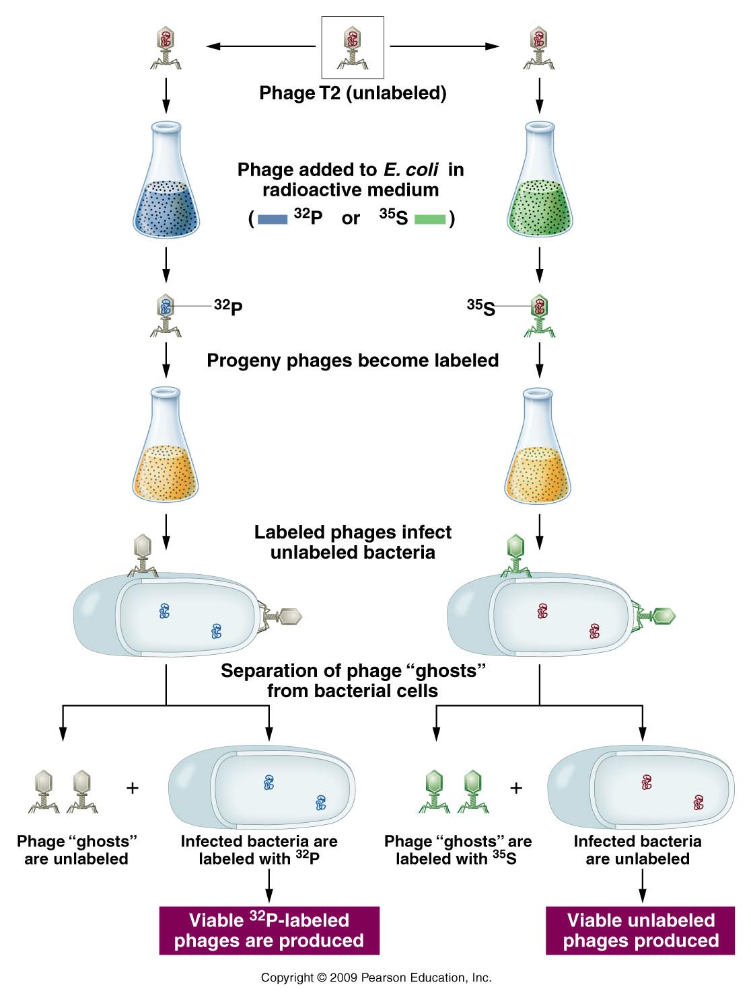 Phage T2 (unlabeled)
Phage added to E. coli in
radioactive medium
( ³²P or ³⁵S )
³²P
³⁵S
Progeny phages become labeled
Labeled phages infect
unlabeled bacteria
Separation of phage “ghosts”
from bacterial cells
+
+
Phage “ghosts”
are unlabeled
Infected bacteria are
labeled with ³²P
Phage “ghosts” are
labeled with ³⁵S
Infected bacteria
are unlabeled
Viable ³²P-labeled
phages are produced
Viable unlabeled
phages produced
Copyright © 2009 Pearson Education, Inc.